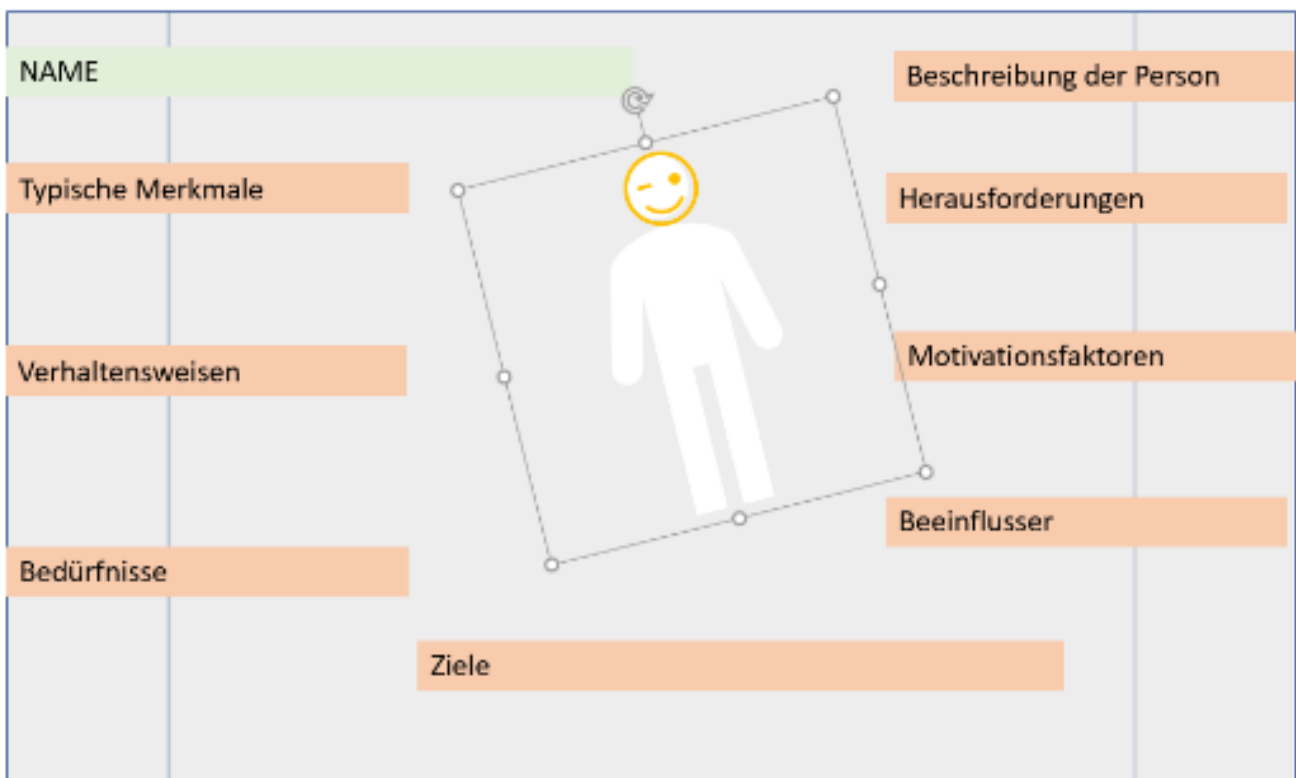 NAME
Beschreibung der Person
Typische Merkmale
Herausforderungen
Verhaltensweisen
Motivationsfaktoren
Bedürfnisse
Beeinflusser
Ziele